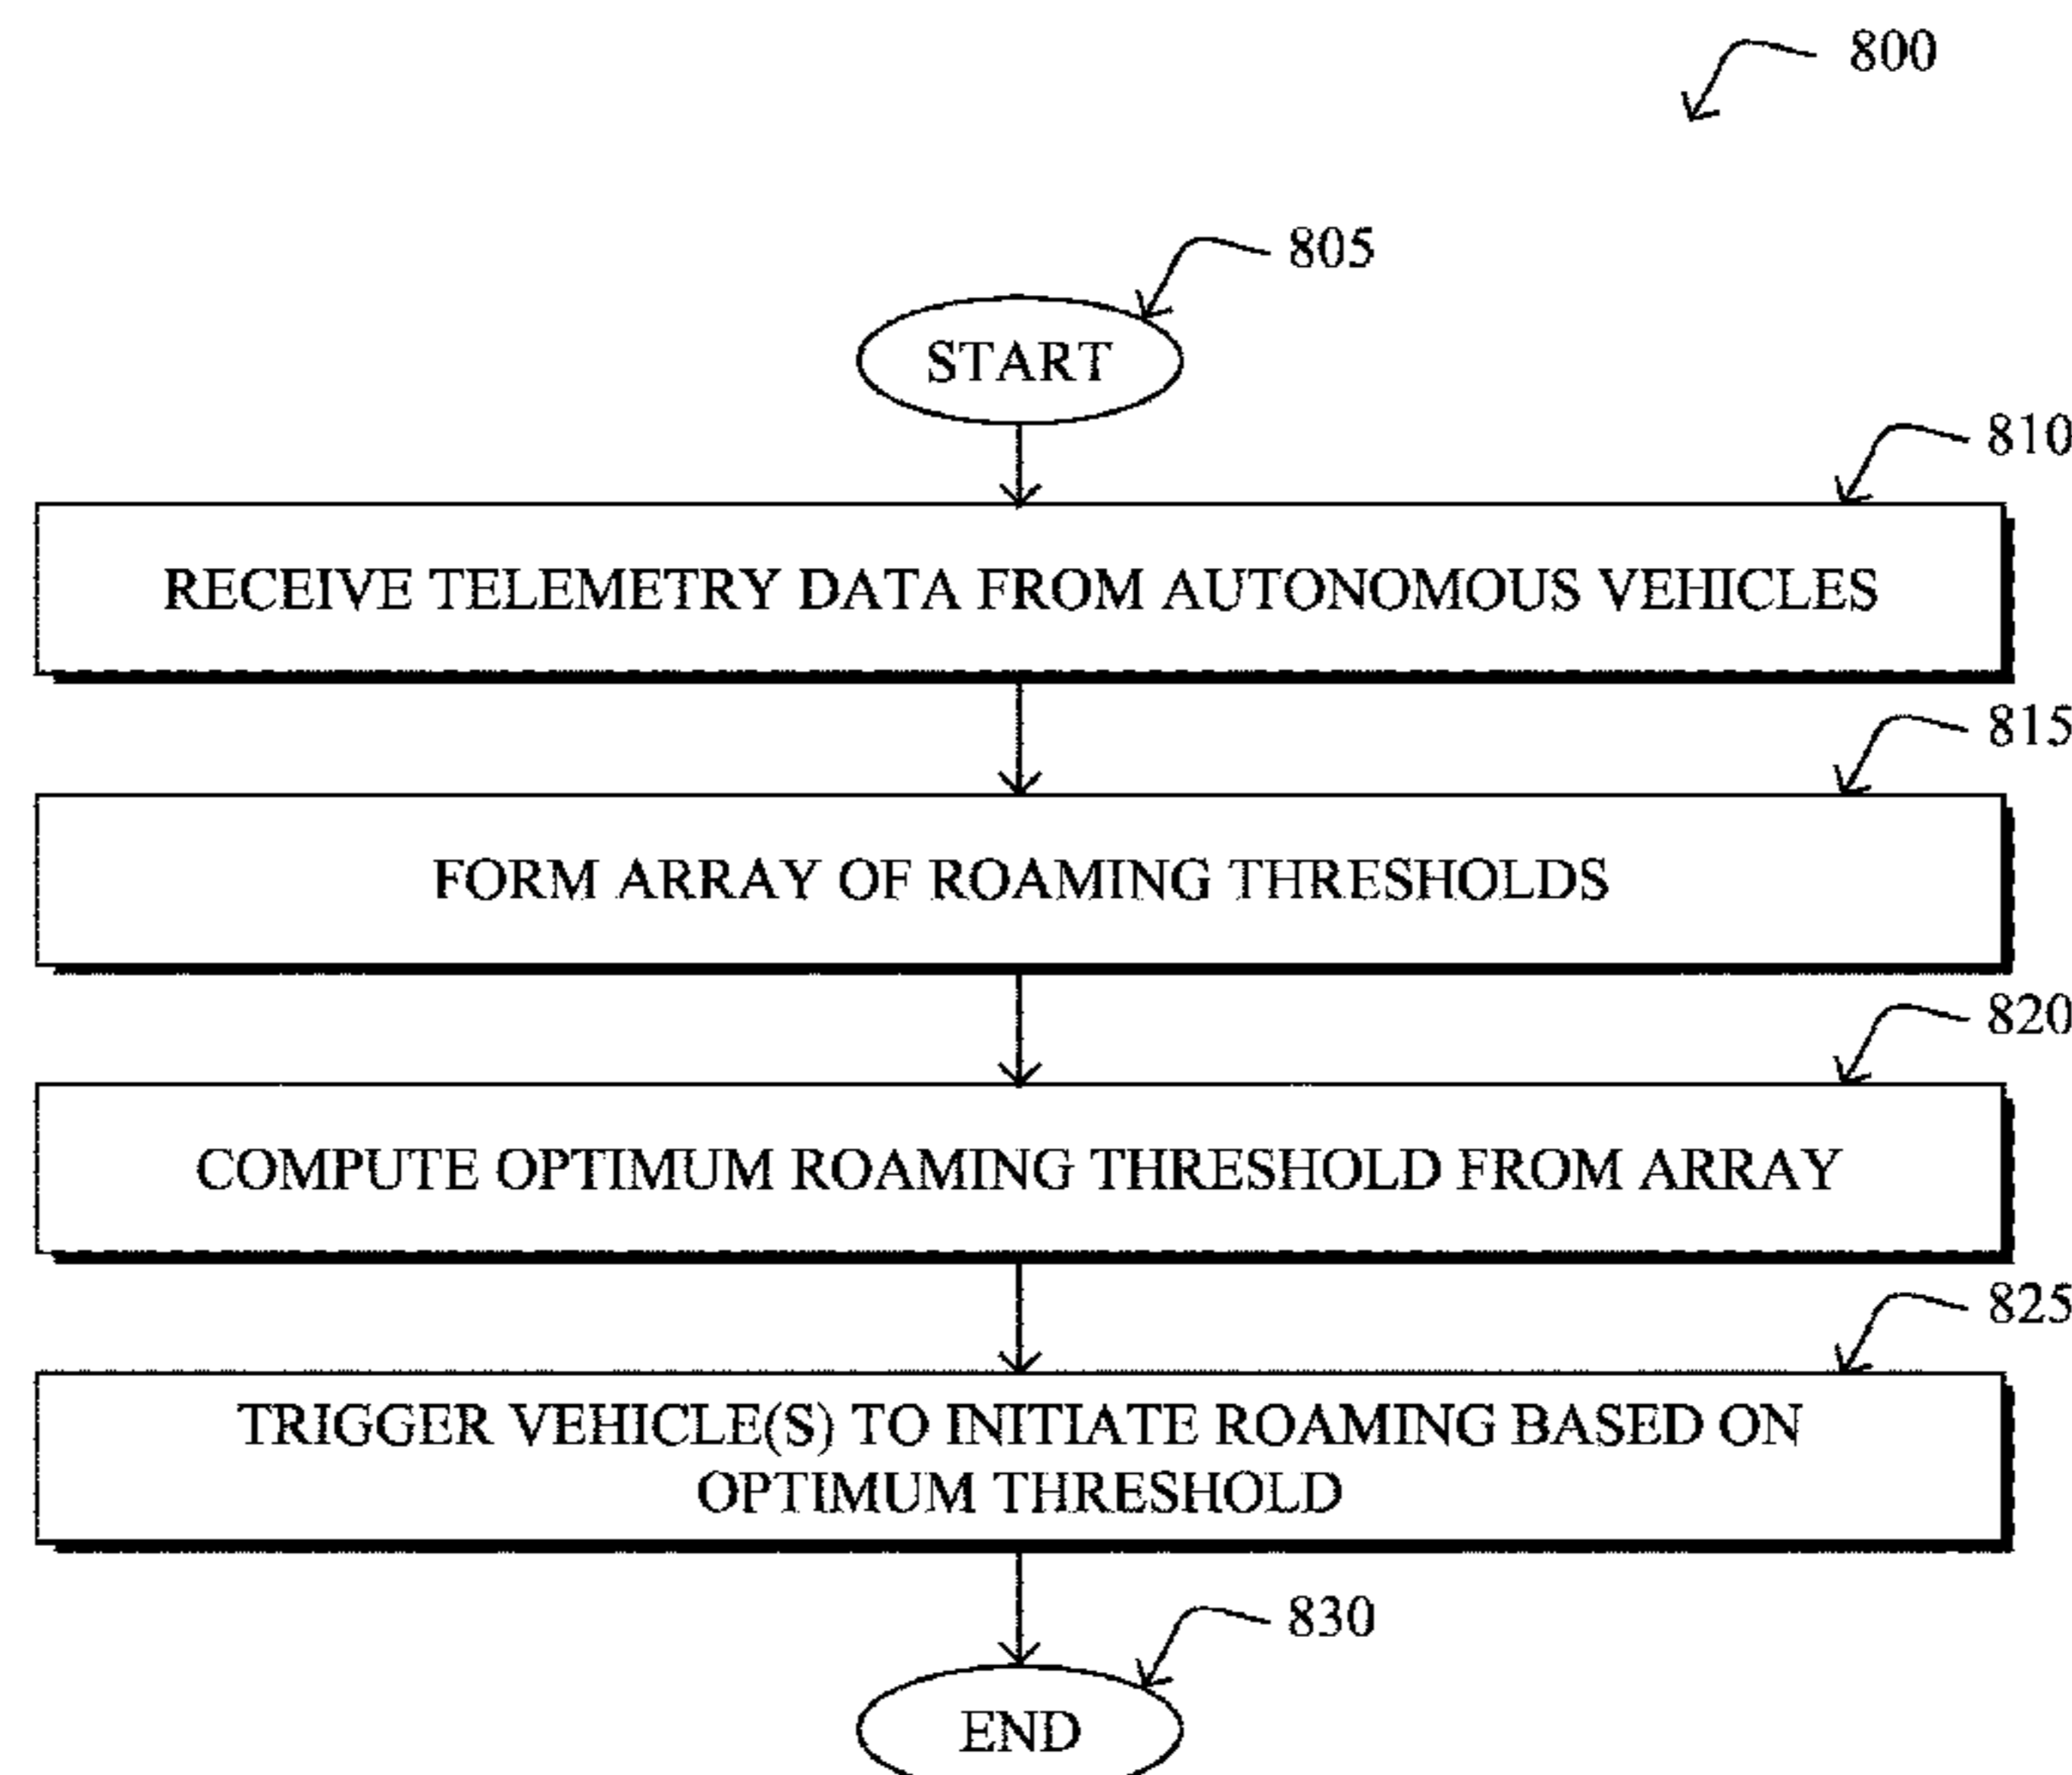 800
805
START
810
RECEIVE TELEMETRY DATA FROM AUTONOMOUS VEHICLES
815
FORM ARRAY OF ROAMING THRESHOLDS
820
COMPUTE OPTIMUM ROAMING THRESHOLD FROM ARRAY
825
TRIGGER VEHICLE(S) TO INITIATE ROAMING BASED ON
OPTIMUM THRESHOLD
830
END